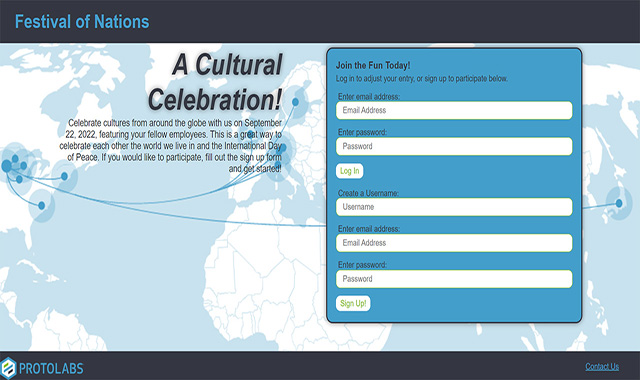 Festival of Nations
A Cultural
Celebration!
Celebrate cultures from around the globe with us on September
22, 2022, featuring your fellow employees. This is a great way to
celebrate each other the world we live in and the International Day
of Peace. If you would like to participate, fill out the sign up form
and get started!
Join the Fun Today!
Log in to adjust your entry, or sign up to participate below.
Enter email address:
Email Address
Enter password:
Password
Log In
Create a Username:
Username
Enter email address:
Email Address
Enter password:
Password
Sign Up!
PROTOLABS
Contact Us